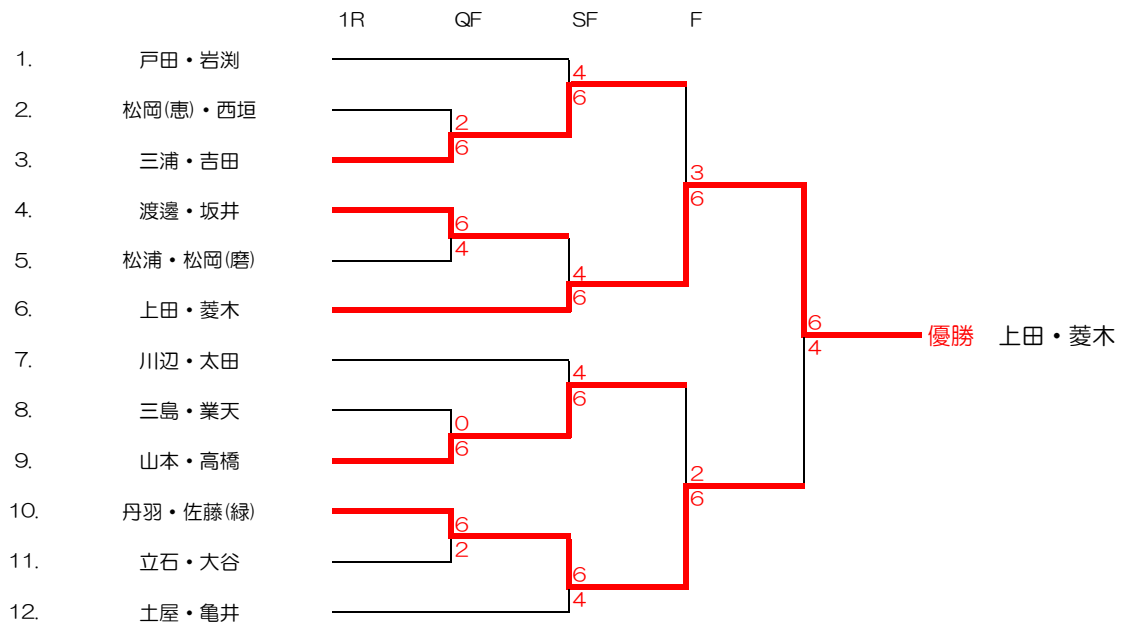 1R QF SF F
1. 戸田・岩渕
4
2. 松岡(恵)・西垣
6
2
6
3. 三浦・吉田
3
6
4. 渡邊・坂井
6
4
5. 松浦・松岡(磨)
4
6
6. 上田・菱木
6
優勝 上田・菱木
4
7. 川辺・太田
4
6
8. 三島・業天
0
6
9. 山本・高橋
2
6
10. 丹羽・佐藤(緑)
6
2
11. 立石・大谷
6
4
12. 土屋・亀井